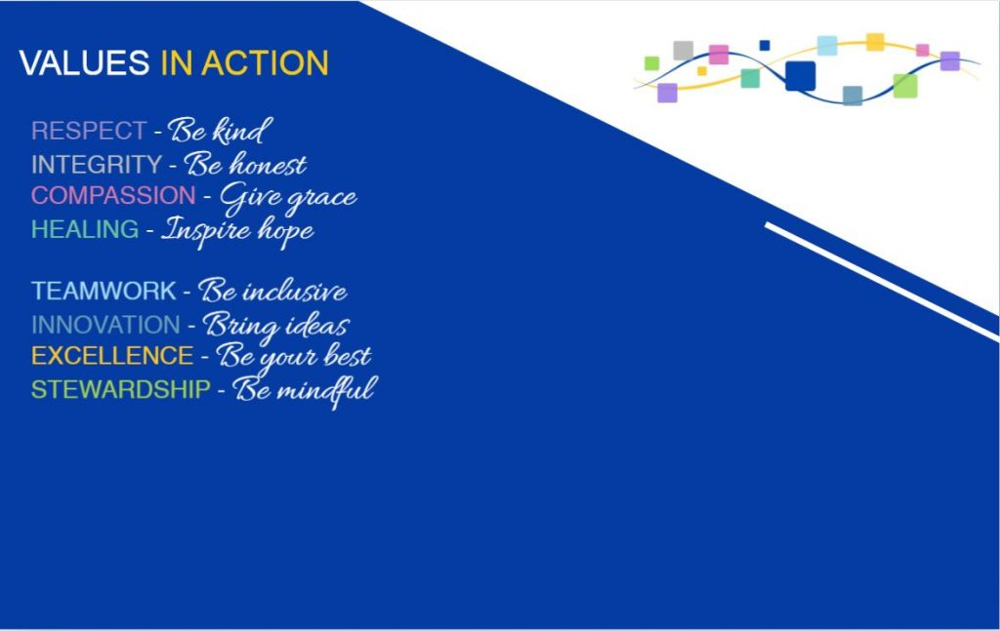 VALUES IN ACTION
RESPECT - Be kind
INTEGRITY - Be honest
COMPASSION - Give grace
HEALING - Inspire hope
TEAMWORK - Be inclusive
INNOVATION - Bring ideas
EXCELLENCE - Be your best
STEWARDSHIP - Be mindful